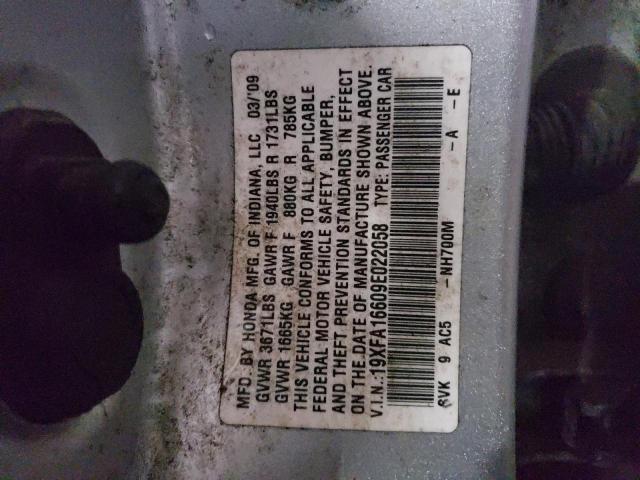 MFD. BY HONDA MFG. OF INDIANA, LLC 03/'09
GVWR 3671LBS GAWR F 1940LBS R 1731LBS
GVWR 1665KG GAWR F 880KG R 785KG
THIS VEHICLE CONFORMS TO ALL APPLICABLE
FEDERAL MOTOR VEHICLE SAFETY, BUMPER,
AND THEFT PREVENTION STANDARDS IN EFFECT
ON THE DATE OF MANUFACTURE SHOWN ABOVE.
V.I.N.: 19XFA16609E022058 TYPE: PASSENGER CAR
SVK 9 AC5 -NH700M -A -E